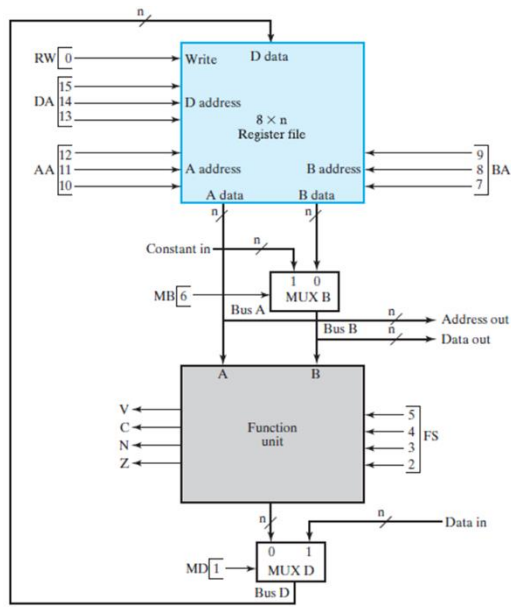 n
RW 0 Write D data
15
DA 14 D address
13
8 × n
Register file
12 9
AA 11 A address B address 8 BA
10 7
A data B data
n n
Constant in n
1 0
MB 6 MUX B
Bus A n Address out
Bus B n Data out
A B
V 5
C Function 4 FS
N unit 3
Z 2
n n Data in
0 1
MD 1 MUX D
Bus D